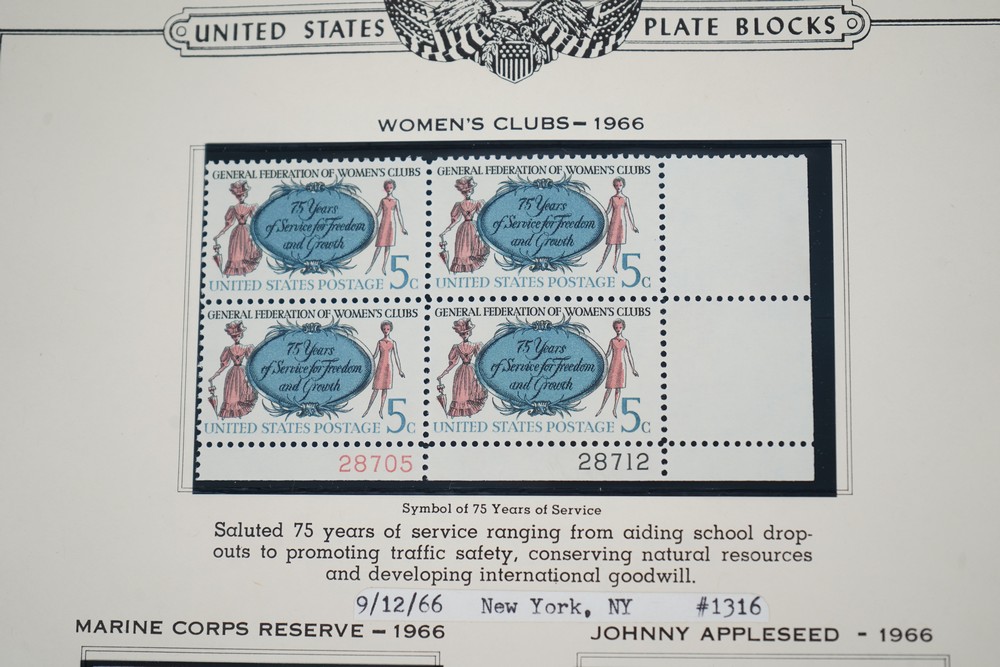 UNITED STATES PLATE BLOCKS
WOMEN'S CLUBS – 1966
GENERAL FEDERATION OF WOMEN'S CLUBS
75 Years
of Service for Freedom
and Growth
5c
UNITED STATES POSTAGE
GENERAL FEDERATION OF WOMEN'S CLUBS
75 Years
of Service for Freedom
and Growth
5c
UNITED STATES POSTAGE
GENERAL FEDERATION OF WOMEN'S CLUBS
75 Years
of Service for Freedom
and Growth
5c
UNITED STATES POSTAGE
GENERAL FEDERATION OF WOMEN'S CLUBS
75 Years
of Service for Freedom
and Growth
5c
UNITED STATES POSTAGE
28705
28712
Symbol of 75 Years of Service
Saluted 75 years of service ranging from aiding school drop-
outs to promoting traffic safety, conserving natural resources
and developing international goodwill.
9/12/66 New York, NY #1316
MARINE CORPS RESERVE – 1966
JOHNNY APPLESEED - 1966